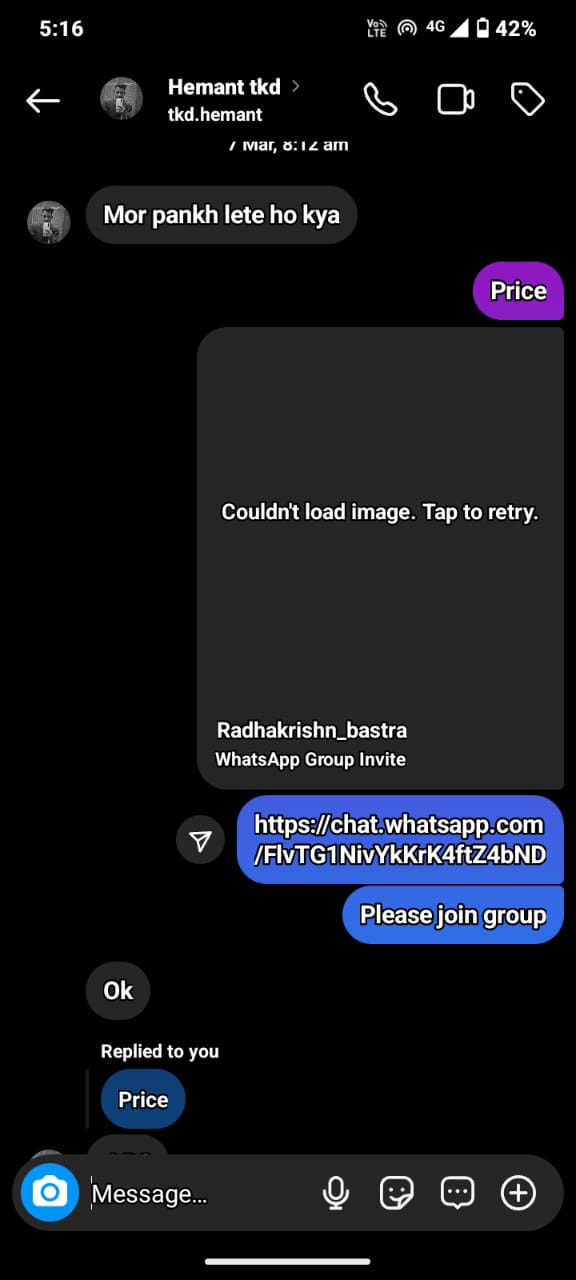 5:16
Vo)) LTE 4G 42%
Hemant tkd
tkd.hemant
7 Mar, 8:12 am
Mor pankh lete ho kya
Price
Couldn't load image. Tap to retry.
Radhakrishn_bastra
WhatsApp Group Invite
https://chat.whatsapp.com
/FlvTG1NivYkKrK4ftZ4bND
Please join group
Ok
Replied to you
Price
Message...